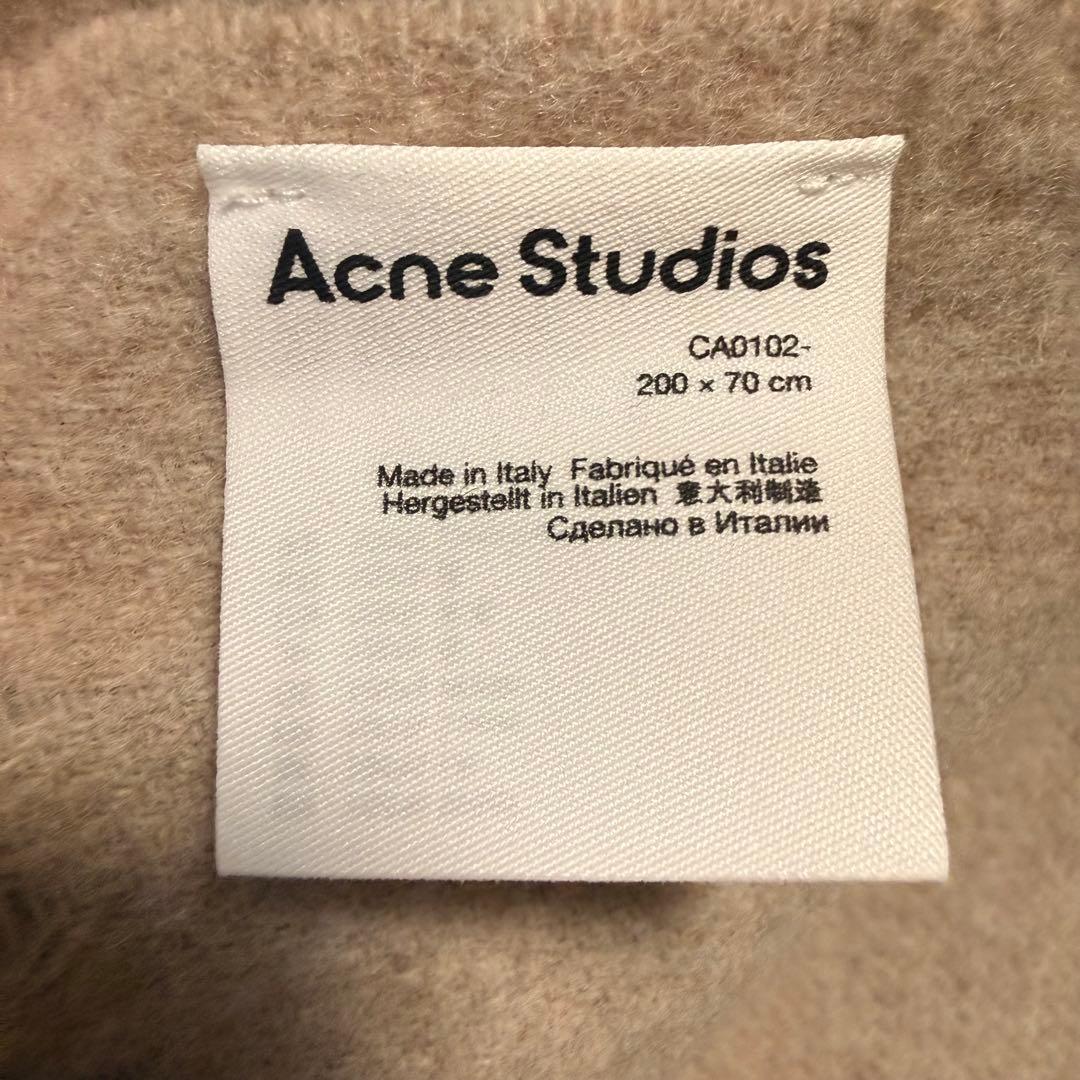 Acne Studios
CA0102-
200 × 70 cm
Made in Italy Fabriqué en Italie
Hergestellt in Italien 意大利制造
Сделано в Италии